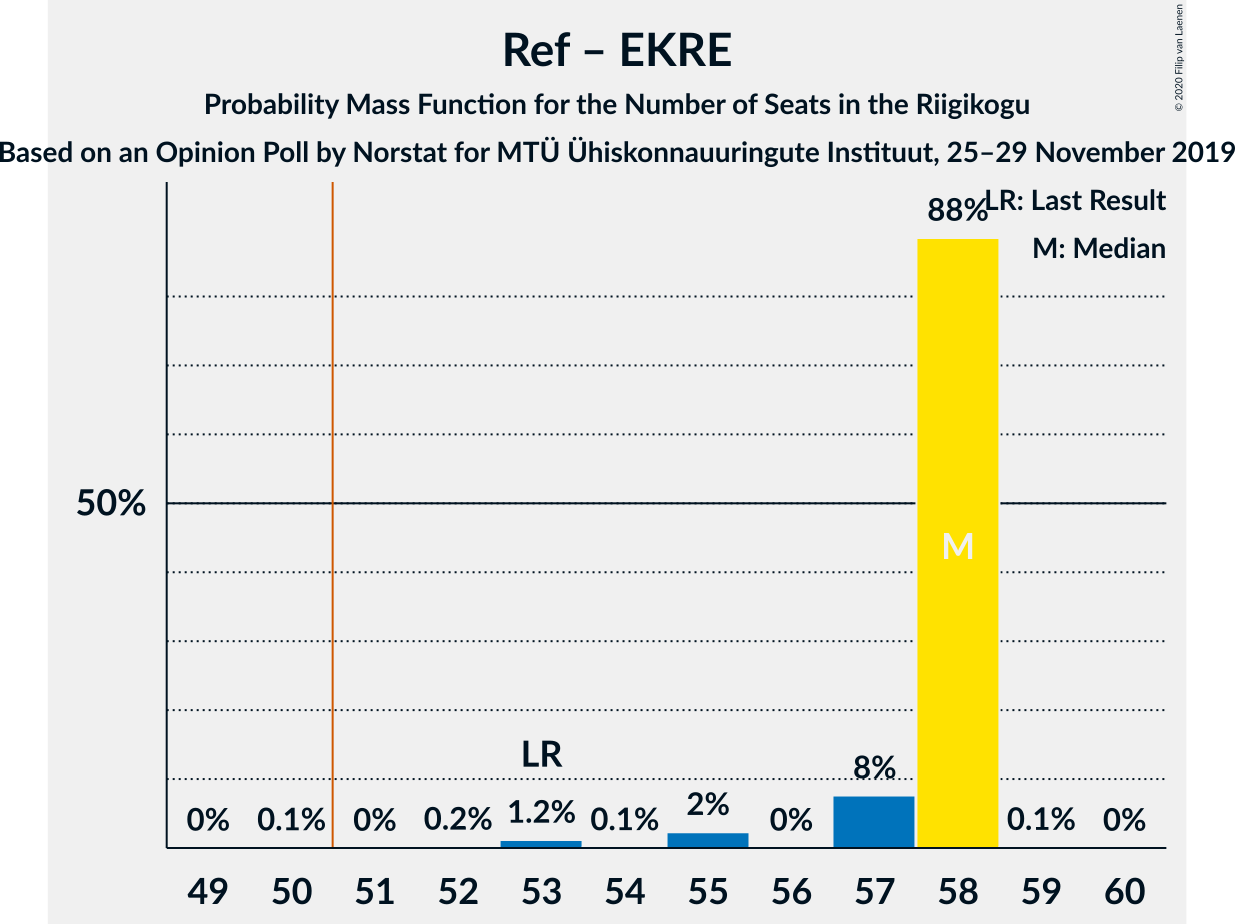 Ref – EKRE
Probability Mass Function for the Number of Seats in the Riigikogu
Based on an Opinion Poll by Norstat for MTÜ Ühiskonnauuringute Instituut, 25–29 November 2019
© 2020 Filip van Laenen
LR: Last Result
M: Median
88%
50%
M
LR
0% 0.1% 0% 0.2% 1.2% 0.1% 2% 0% 8% 0.1% 0%
49 50 51 52 53 54 55 56 57 58 59 60